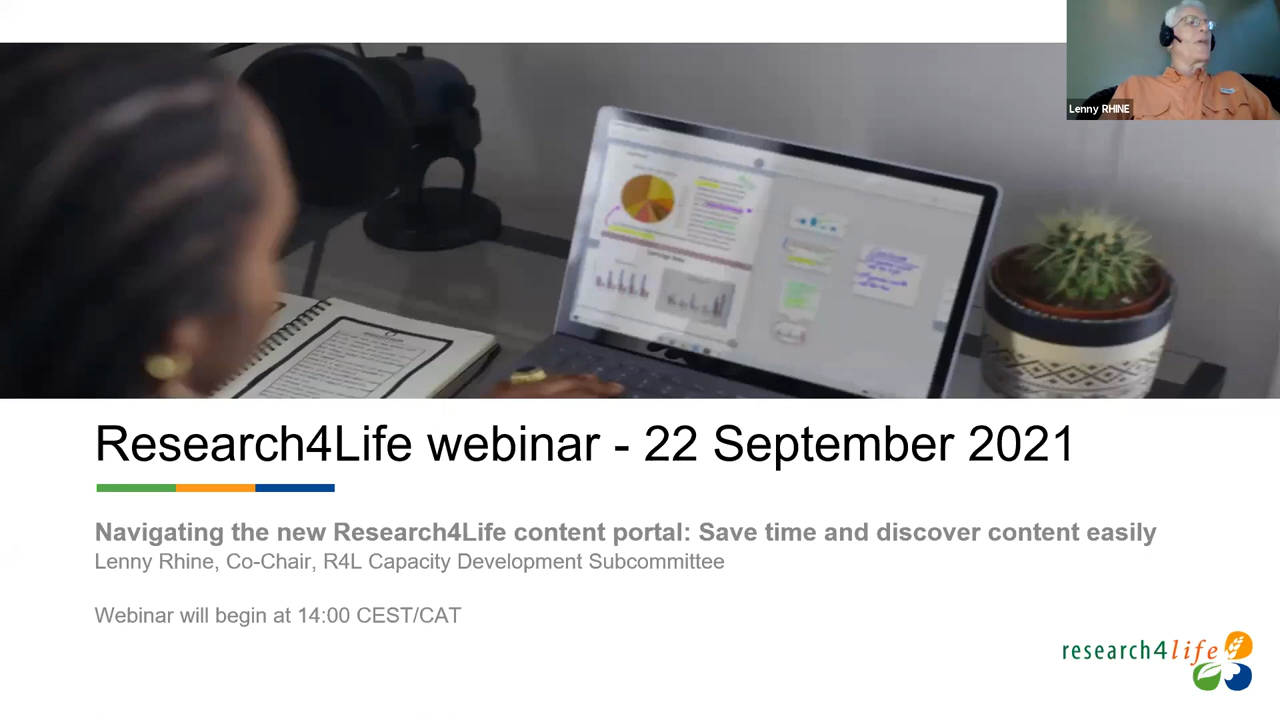 Lenny RHINE
Research4Life webinar - 22 September 2021
Navigating the new Research4Life content portal: Save time and discover content easily
Lenny Rhine, Co-Chair, R4L Capacity Development Subcommittee
Webinar will begin at 14:00 CEST/CAT
research4life